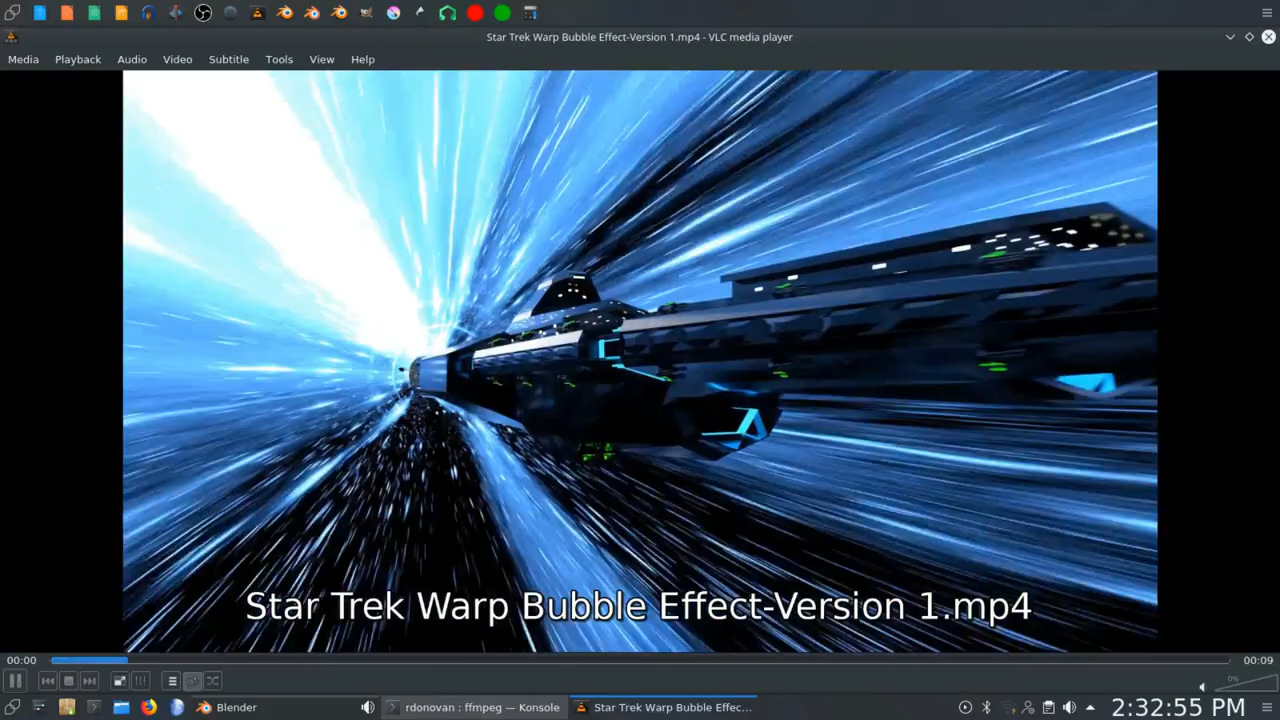 Star Trek Warp Bubble Effect-Version 1.mp4 - VLC media player
Media Playback Audio Video Subtitle Tools View Help
Star Trek Warp Bubble Effect-Version 1.mp4
00:00 00:09
0%
Blender rdonovan : ffmpeg — Konsole Star Trek Warp Bubble Effec... 2:32:55 PM